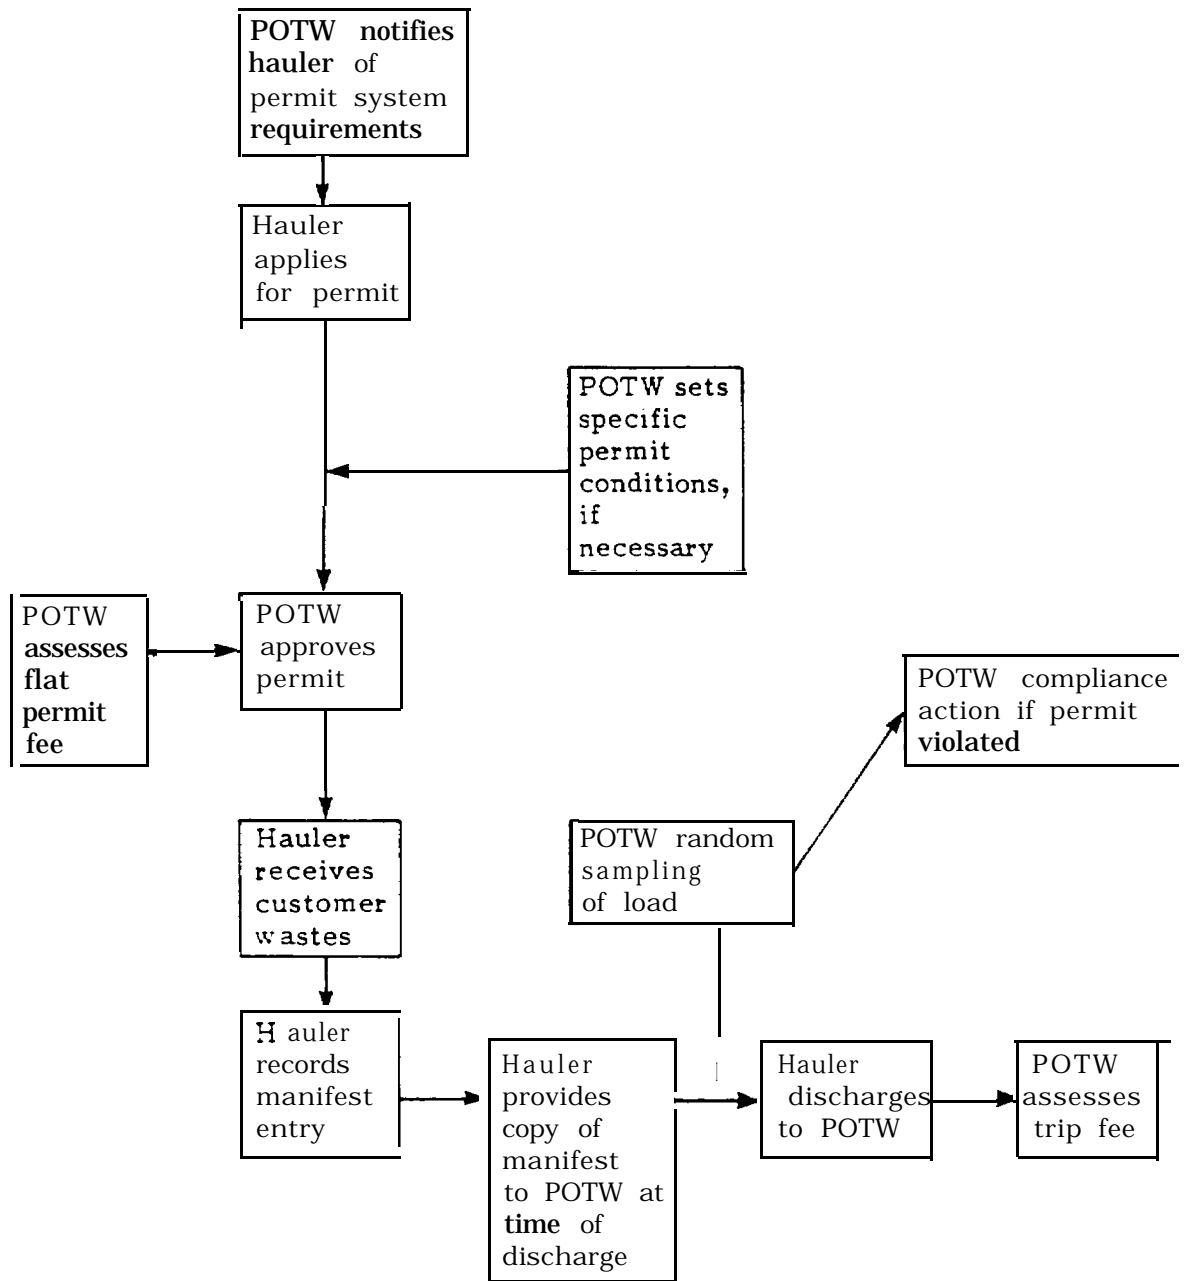 POTW notifies
hauler of
permit system
requirements
Hauler
applies
for permit
POTW sets
specific
permit
conditions,
if
necessary
POTW
assesses
flat
permit
fee
POTW
approves
permit
POTW compliance
action if permit
violated
Hauler
receives
customer
wastes
POTW random
sampling
of load
Hauler
records
manifest
entry
Hauler
provides
copy of
manifest
to POTW at
time of
discharge
Hauler
discharges
to POTW
POTW
assesses
trip fee